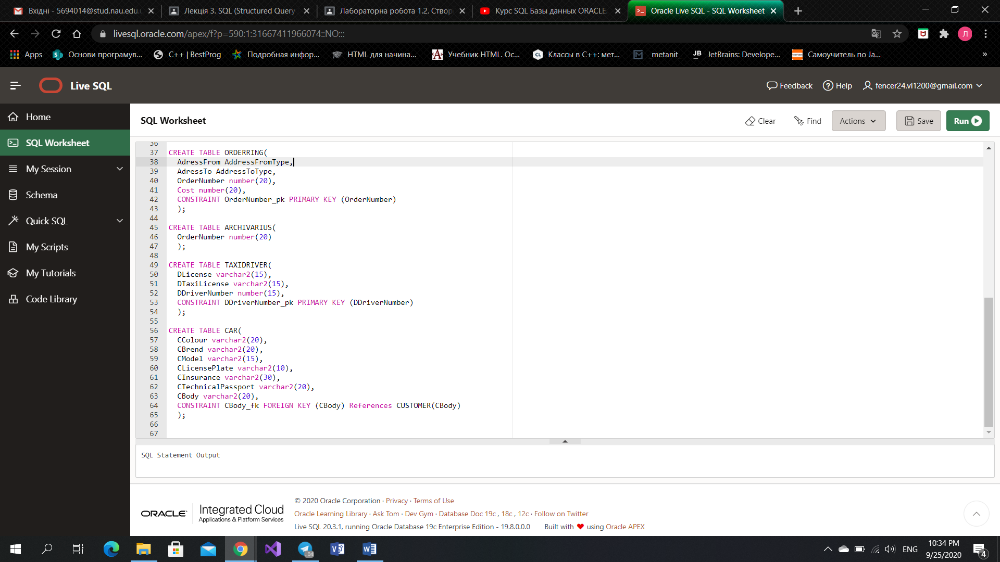 Вхідні - 5694014@stud.nau.edu.
Лекція 3. SQL (Structured Query
Лабораторна робота 1.2. Створ
Курс SQL Базы данных ORACLE.
Oracle Live SQL - SQL Worksheet
livesql.oracle.com/apex/f?p=590:1:31667411966074::NO:::
Л
Apps
Основи програмув...
C++ | BestProg
Подробная инфор...
HTML для начина...
Учебник HTML. Ос...
Классы в C++: мет...
_metanit_
JetBrains: Develope...
Самоучитель по Ja...
»
Live SQL
Feedback
Help
fencer24.vl1200@gmail.com
Home
SQL Worksheet
My Session
Schema
Quick SQL
My Scripts
My Tutorials
Code Library
SQL Worksheet
Clear
Find
Actions
Save
Run
36
37 CREATE TABLE ORDERRING(
38 AdressFrom AddressFromType,
39 AdressTo AddressToType,
40 OrderNumber number(20),
41 Cost number(20),
42 CONSTRAINT OrderNumber_pk PRIMARY KEY (OrderNumber)
43 );
44
45 CREATE TABLE ARCHIVARIUS(
46 OrderNumber number(20)
47 );
48
49 CREATE TABLE TAXIDRIVER(
50 DLicense varchar2(15),
51 DTaxiLicense varchar2(15),
52 DDriverNumber number(15),
53 CONSTRAINT DDriverNumber_pk PRIMARY KEY (DDriverNumber)
54 );
55
56 CREATE TABLE CAR(
57 CColour varchar2(20),
58 CBrend varchar2(20),
59 CModel varchar2(15),
60 CLicensePlate varchar2(10),
61 CInsurance varchar2(30),
62 CTechnicalPassport varchar2(20),
63 CBody varchar2(20),
64 CONSTRAINT CBody_fk FOREIGN KEY (CBody) References CUSTOMER(CBody)
65 );
66
67
SQL Statement Output
ORACLE
Integrated Cloud
Applications & Platform Services
© 2020 Oracle Corporation · Privacy · Terms of Use
Oracle Learning Library · Ask Tom · Dev Gym · Database Doc 19c , 18c , 12c · Follow on Twitter
Live SQL 20.3.1, running Oracle Database 19c Enterprise Edition - 19.8.0.0.0 Built with ♥ using Oracle APEX
ENG
10:34 PM
9/25/2020
4